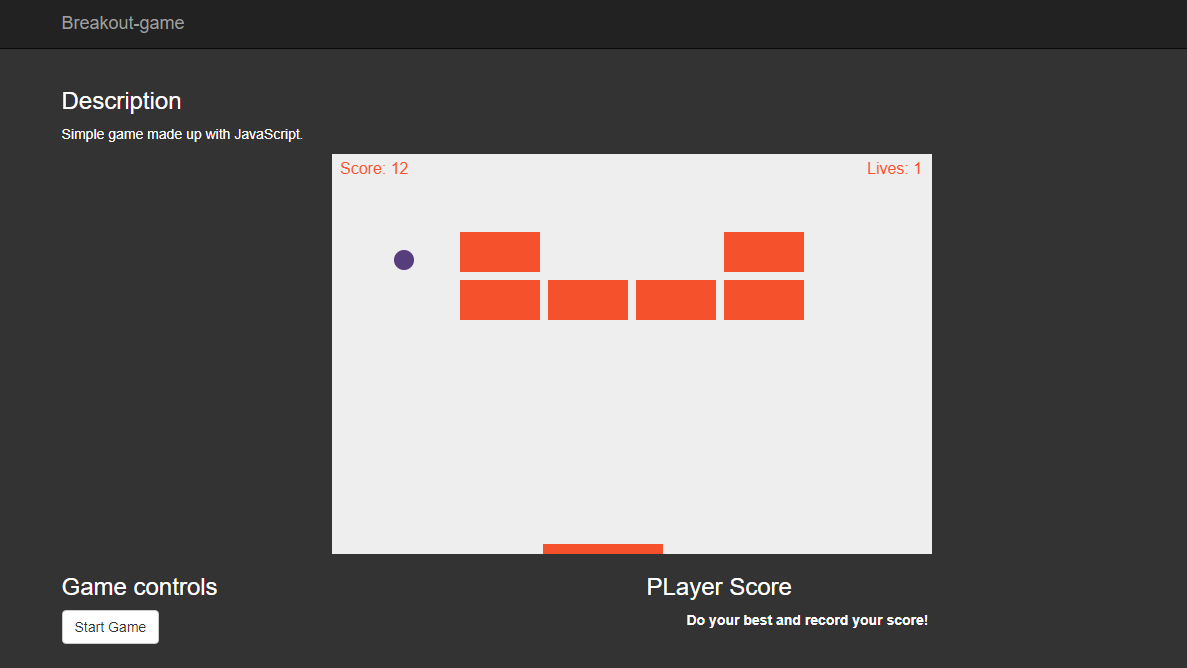 Breakout-game
Description
Simple game made up with JavaScript.
Score: 12
Lives: 1
Game controls
PLayer Score
Start Game
Do your best and record your score!